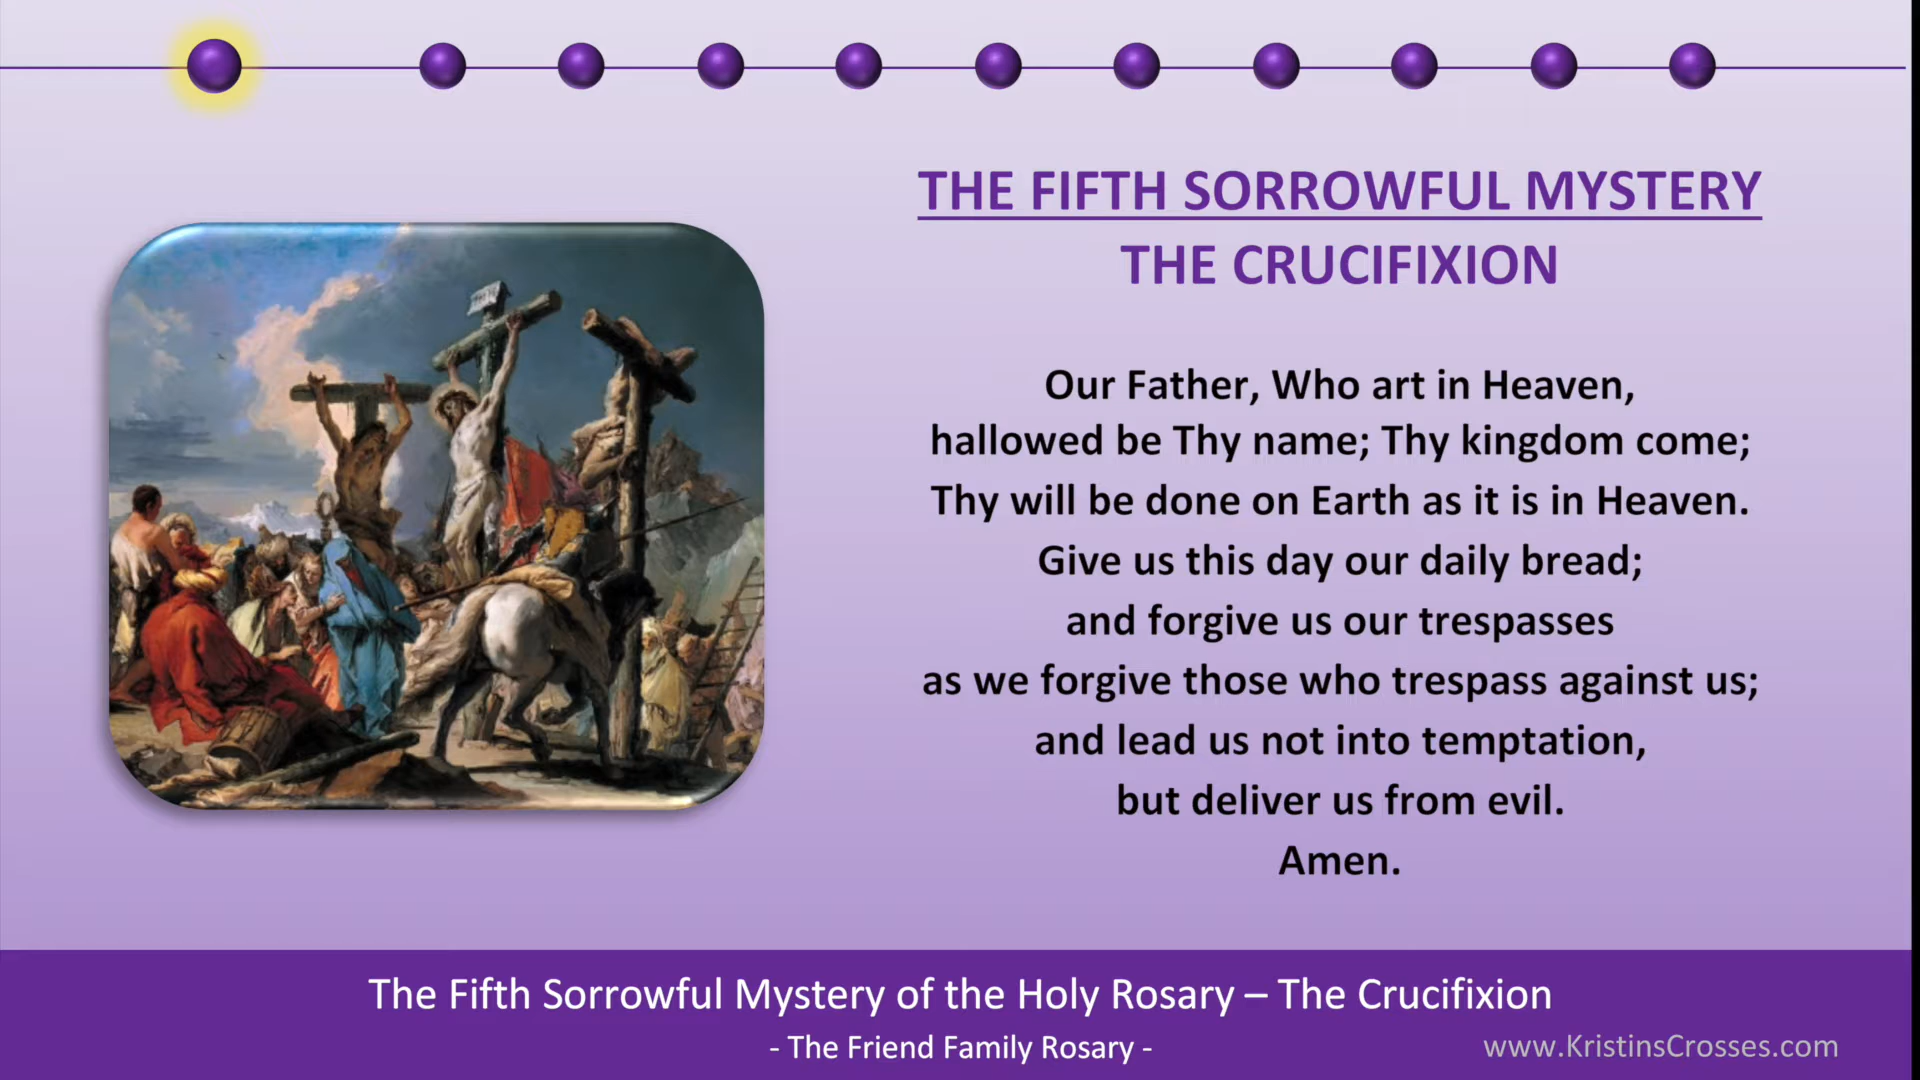 THE FIFTH SORROWFUL MYSTERY
THE CRUCIFIXION
Our Father, Who art in Heaven,
hallowed be Thy name; Thy kingdom come;
Thy will be done on Earth as it is in Heaven.
Give us this day our daily bread;
and forgive us our trespasses
as we forgive those who trespass against us;
and lead us not into temptation,
but deliver us from evil.
Amen.
The Fifth Sorrowful Mystery of the Holy Rosary – The Crucifixion
- The Friend Family Rosary -
www.KristinsCrosses.com